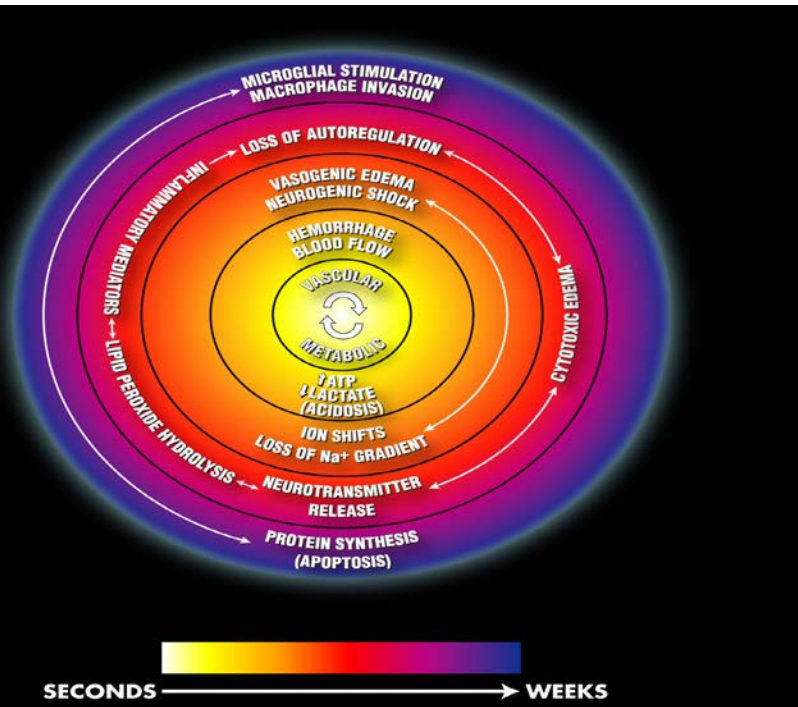 MICROGLIAL STIMULATION
MACROPHAGE INVASION
LOSS OF AUTOREGULATION
INFLAMMATORY MEDIATORS
VASOGENIC EDEMA
NEUROGENIC SHOCK
HEMORRHAGE
BLOOD FLOW
VASCULAR
METABOLIC
CYTOTOXIC EDEMA
↑ATP
↓LACTATE
(ACIDOSIS)
ION SHIFTS
LOSS OF Na+ GRADIENT
LIPID PEROXIDE HYDROLYSIS
NEUROTRANSMITTER
RELEASE
PROTEIN SYNTHESIS
(APOPTOSIS)
SECONDS
WEEKS